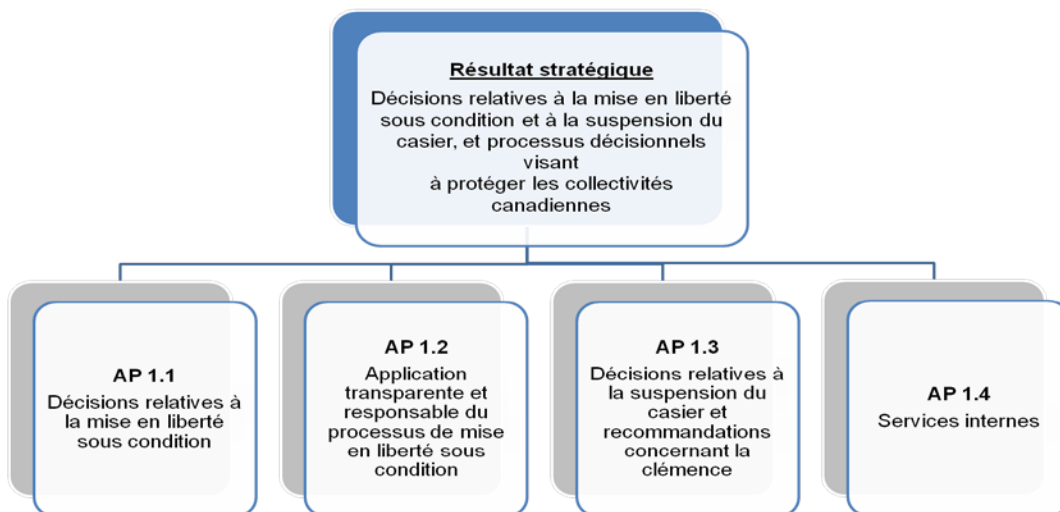 Résultat stratégique
Décisions relatives à la mise en liberté
sous condition et à la suspension du
casier, et processus décisionnels
visant
à protéger les collectivités
canadiennes
AP 1.1
Décisions relatives à
la mise en liberté
sous condition
AP 1.2
Application
transparente et
responsable du
processus de mise
en liberté sous
condition
AP 1.3
Décisions relatives à
la suspension du
casier et
recommandations
concernant la
clémence
AP 1.4
Services internes